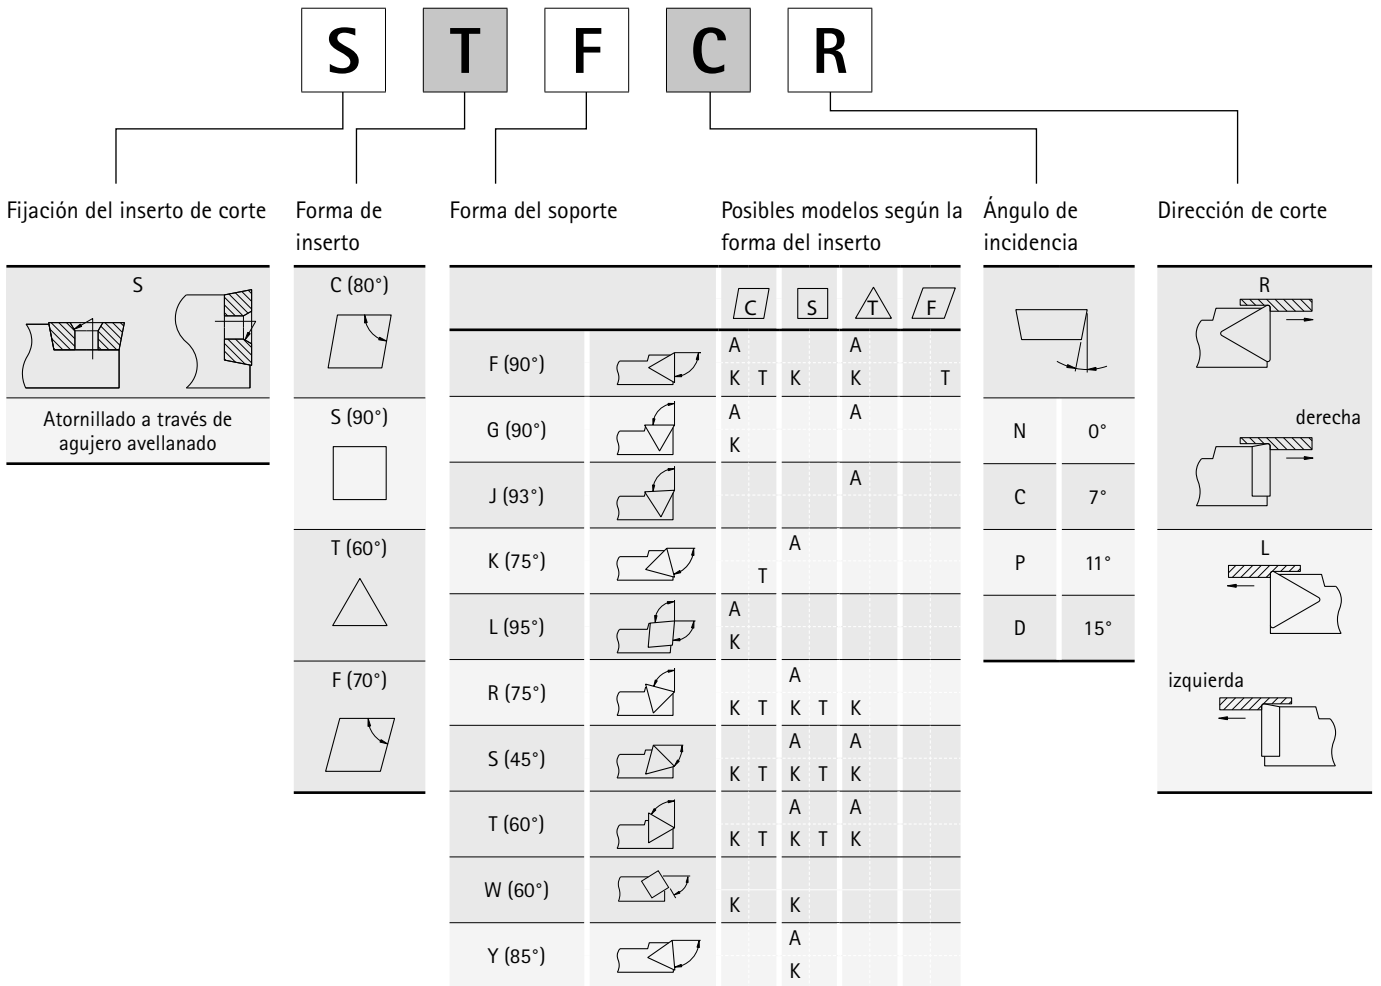 S T F C R
Fijación del inserto de corte
S
Atornillado a través de
agujero avellanado
Forma de
inserto
C (80°)
S (90°)
T (60°)
F (70°)
Forma del soporte
Posibles modelos según la
forma del inserto
C S T F
F (90°)
A A
K T K K T
G (90°)
A A
K
J (93°)
A
K (75°)
A
T
L (95°)
A
K
R (75°)
A
K T K T K
S (45°)
A A
K T K T K
T (60°)
A A
K T K T K
W (60°)
K K
Y (85°)
A
K
Ángulo de
incidencia
N 0°
C 7°
P 11°
D 15°
Dirección de corte
R
derecha
L
izquierda